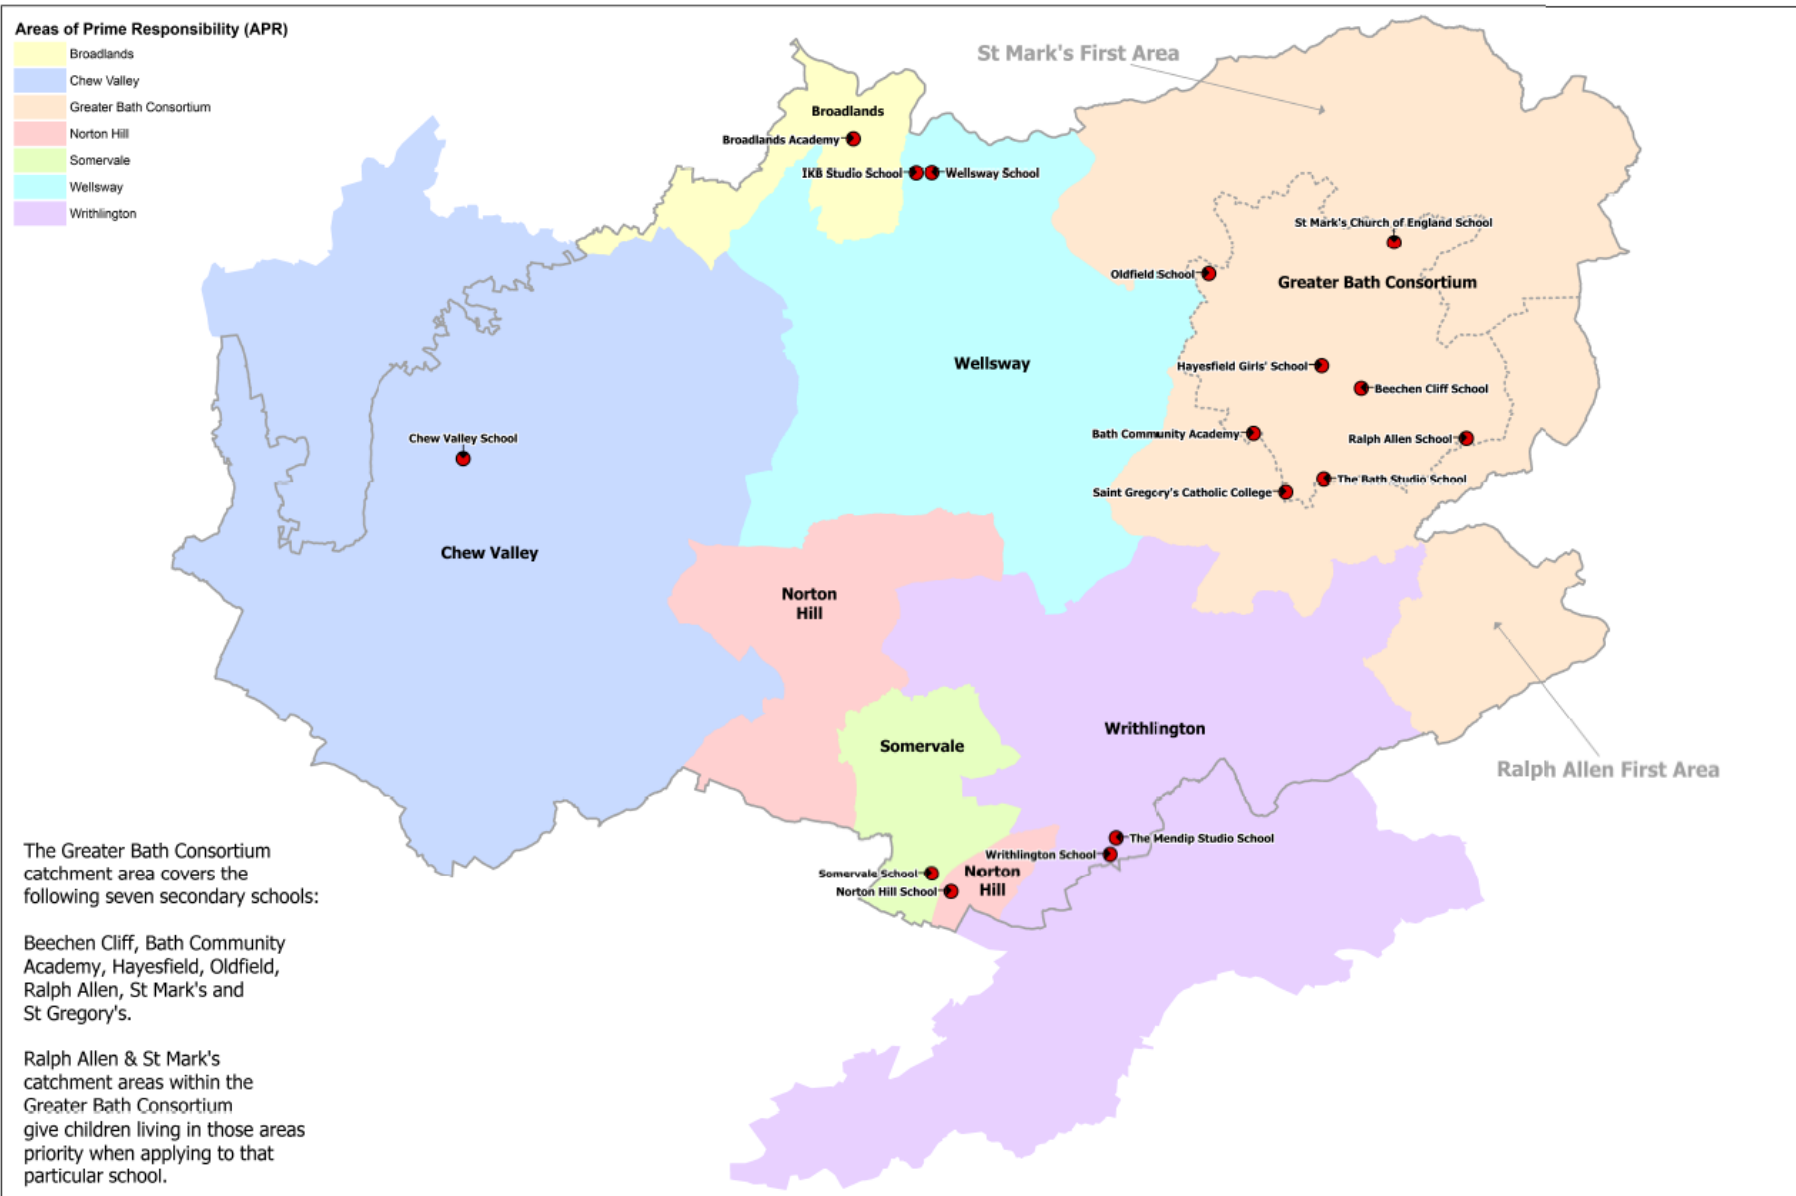 Areas of Prime Responsibility (APR)
Broadlands
Chew Valley
Greater Bath Consortium
Norton Hill
Somervale
Wellsway
Writhlington
St Mark's First Area
Broadlands
Broadlands Academy
IKB Studio School
Wellsway School
St Mark's Church of England School
Oldfield School
Greater Bath Consortium
Wellsway
Hayesfield Girls' School
Beechen Cliff School
Chew Valley School
Bath Community Academy
Ralph Allen School
The Bath Studio School
Saint Gregory's Catholic College
Chew Valley
Norton
Hill
Writhlington
Somervale
Ralph Allen First Area
The Mendip Studio School
Writhlington School
Somervale School
Norton
Hill
Norton Hill School
The Greater Bath Consortium
catchment area covers the
following seven secondary schools:
Beechen Cliff, Bath Community
Academy, Hayesfield, Oldfield,
Ralph Allen, St Mark's and
St Gregory's.
Ralph Allen & St Mark's
catchment areas within the
Greater Bath Consortium
give children living in those areas
priority when applying to that
particular school.